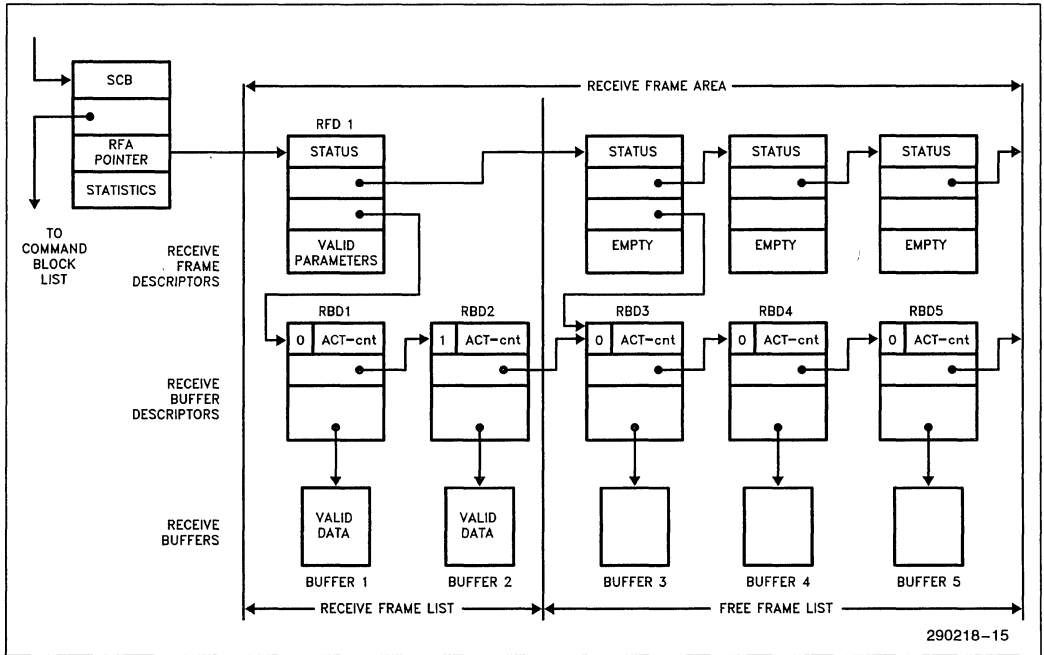 SCB
RECEIVE FRAME AREA
RFD 1
RFA
POINTER
STATISTICS
STATUS
STATUS
STATUS
STATUS
TO
COMMAND
BLOCK
LIST
RECEIVE
FRAME
DESCRIPTORS
VALID
PARAMETERS
EMPTY
EMPTY
EMPTY
RBD1
RBD2
RBD3
RBD4
RBD5
0 ACT-cnt
1 ACT-cnt
0 ACT-cnt
0 ACT-cnt
0 ACT-cnt
RECEIVE
BUFFER
DESCRIPTORS
RECEIVE
BUFFERS
VALID
DATA
VALID
DATA
BUFFER 1
BUFFER 2
BUFFER 3
BUFFER 4
BUFFER 5
RECEIVE FRAME LIST
FREE FRAME LIST
290218-15